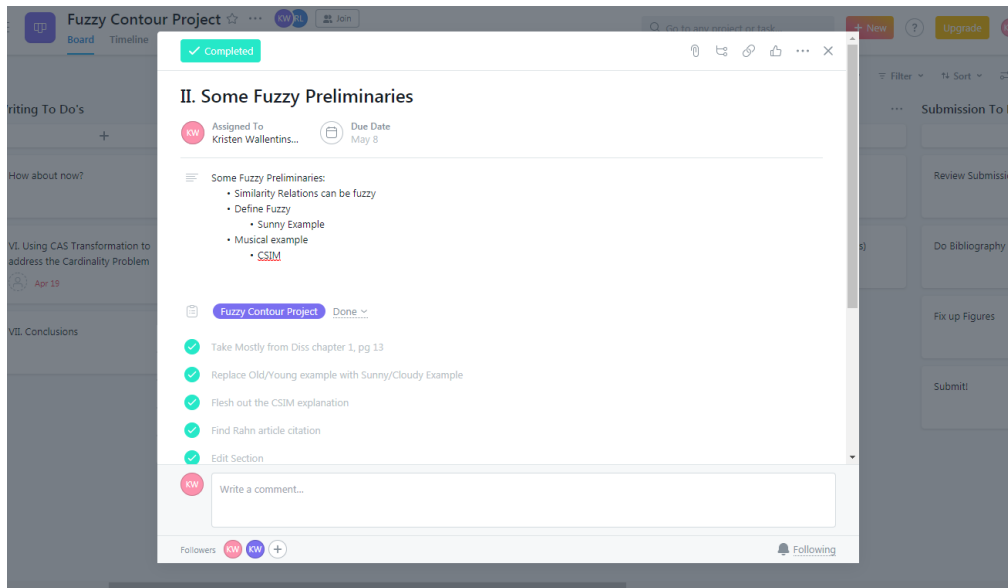 Fuzzy Contour Project
KW RL
Join
Board Timeline
Go to any project or task...
+ New
?
Upgrade
Filter
Sort
Completed
II. Some Fuzzy Preliminaries
KW
Assigned To
Kristen Wallentins...
Due Date
May 8
Some Fuzzy Preliminaries:
• Similarity Relations can be fuzzy
• Define Fuzzy
• Sunny Example
• Musical example
• CSIM
Fuzzy Contour Project Done
Take Mostly from Diss chapter 1, pg 13
Replace Old/Young example with Sunny/Cloudy Example
Flesh out the CSIM explanation
Find Rahn article citation
Edit Section
KW
Write a comment...
Followers KW KW +
Following
riting To Do's
+
How about now?
VI. Using CAS Transformation to
address the Cardinality Problem
Apr 19
VII. Conclusions
s)
Submission To
Review Submissi
Do Bibliography
Fix up Figures
Submit!